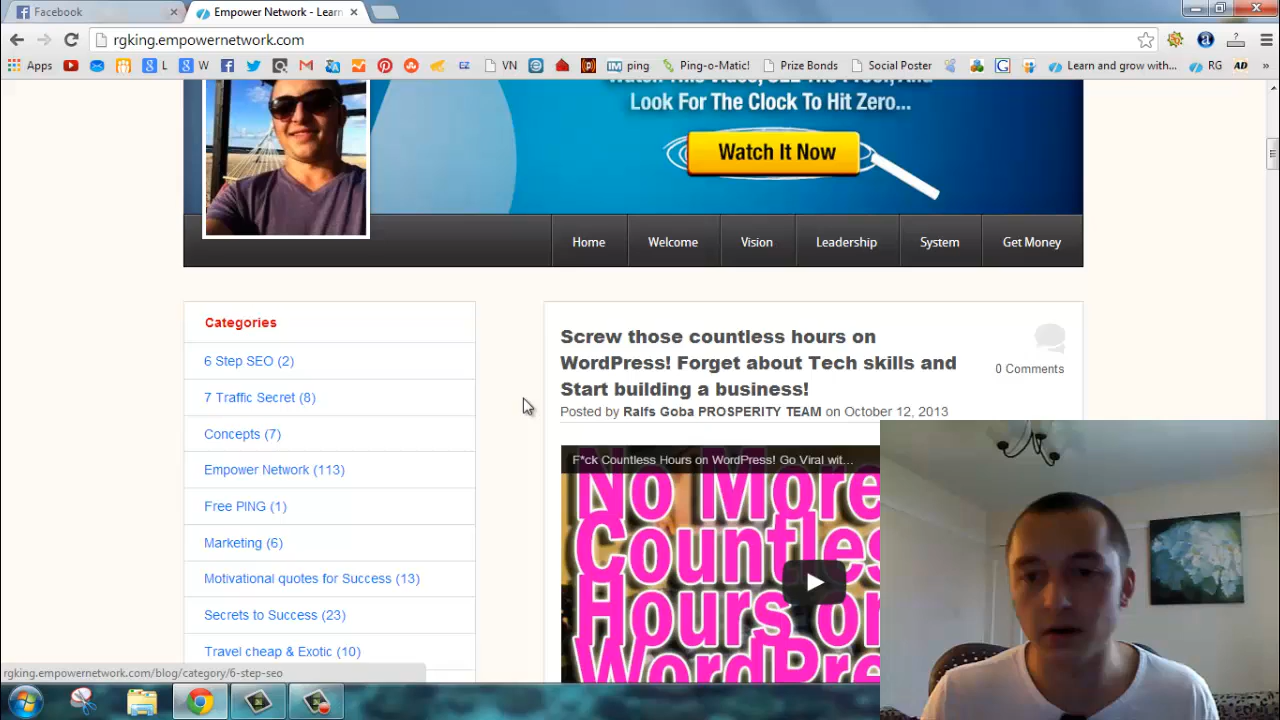 Facebook
Empower Network - Learn
rgking.empowernetwork.com
Apps
L
W
ping
VN
Ping-o-Matic!
Prize Bonds
Social Poster
Learn and grow with...
RG
AD
Look For The Clock To Hit Zero...
Watch It Now
Home
Welcome
Vision
Leadership
System
Get Money
Categories
6 Step SEO (2)
7 Traffic Secret (8)
Concepts (7)
Empower Network (113)
Free PING (1)
Marketing (6)
Motivational quotes for Success (13)
Secrets to Success (23)
Travel cheap & Exotic (10)
Screw those countless hours on
WordPress! Forget about Tech skills and
Start building a business!
0 Comments
Posted by Ralfs Goba PROSPERITY TEAM on October 12, 2013
F*ck Countless Hours on WordPress! Go Viral wit...
No More
Countles
Hours on
WordPre
rgking.empowernetwork.com/blog/category/6-step-seo